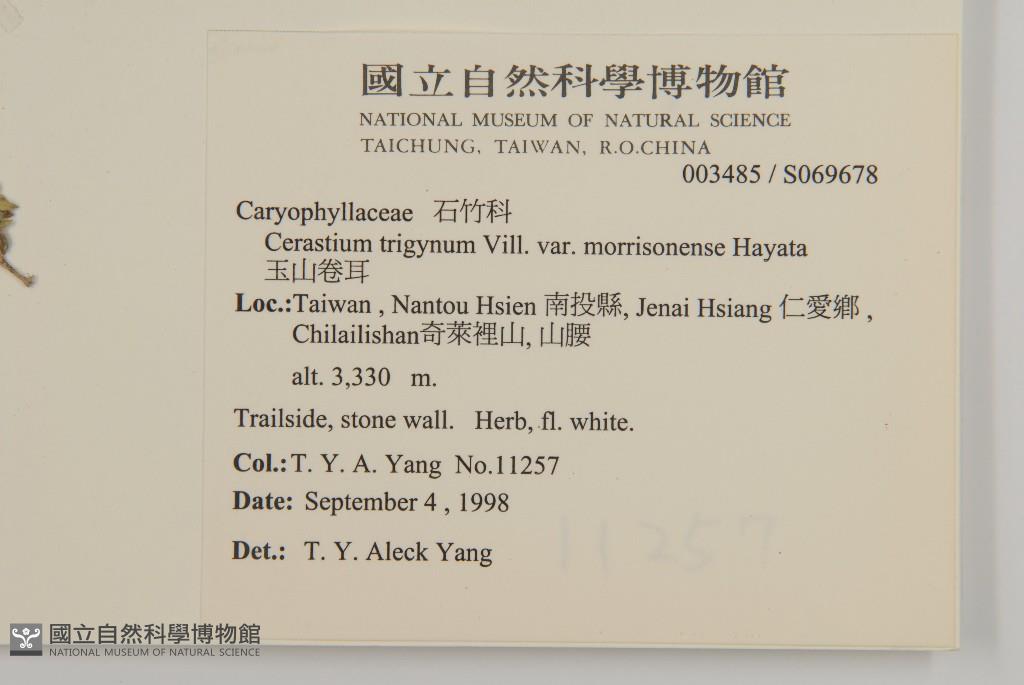 國立自然科學博物館
NATIONAL MUSEUM OF NATURAL SCIENCE
TAICHUNG, TAIWAN, R.O.CHINA
003485 / S069678
Caryophyllaceae 石竹科
Cerastium trigynum Vill. var. morrisonense Hayata
玉山卷耳
Loc.:Taiwan , Nantou Hsien 南投縣, Jenai Hsiang 仁愛鄉 ,
Chilailishan奇萊裡山, 山腰
alt. 3,330 m.
Trailside, stone wall. Herb, fl. white.
Col.: T. Y. A. Yang No.11257
Date: September 4 , 1998
Det.: T. Y. Aleck Yang
11257
國立自然科學博物館
NATIONAL MUSEUM OF NATURAL SCIENCE